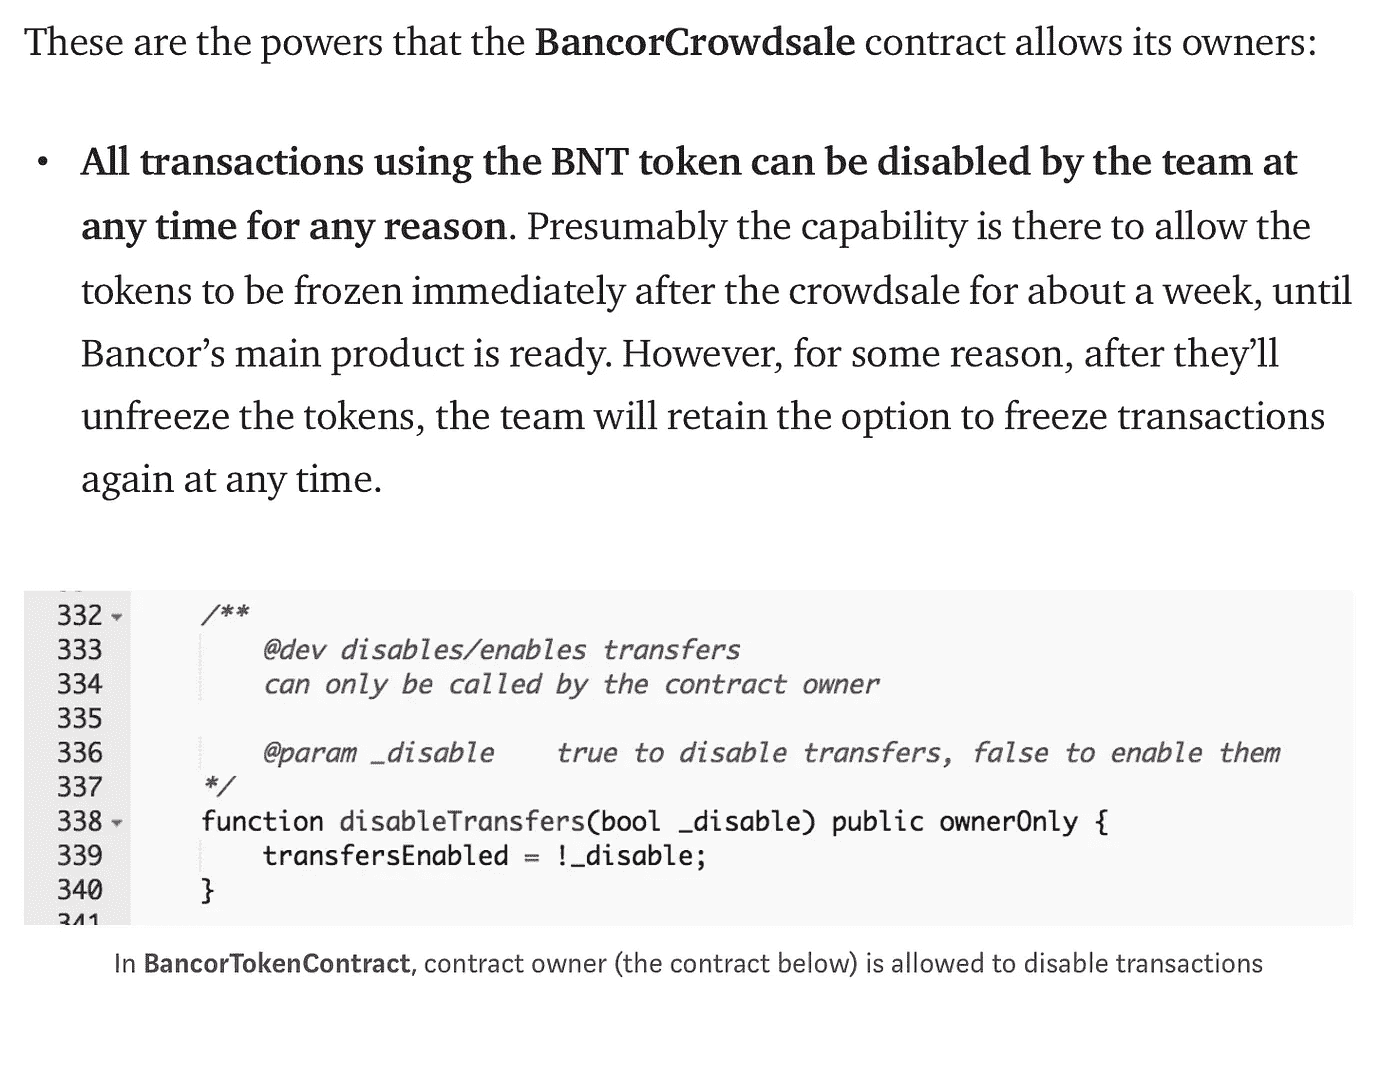 These are the powers that the BancorCrowdsale contract allows its owners:
• All transactions using the BNT token can be disabled by the team at
any time for any reason. Presumably the capability is there to allow the
tokens to be frozen immediately after the crowdsale for about a week, until
Bancor’s main product is ready. However, for some reason, after they’ll
unfreeze the tokens, the team will retain the option to freeze transactions
again at any time.
332 /**
333 @dev disables/enables transfers
334 can only be called by the contract owner
335
336 @param _disable    true to disable transfers, false to enable them
337 */
338 function disableTransfers(bool _disable) public ownerOnly {
339 transfersEnabled = !_disable;
340 }
341
In BancorTokenContract, contract owner (the contract below) is allowed to disable transactions